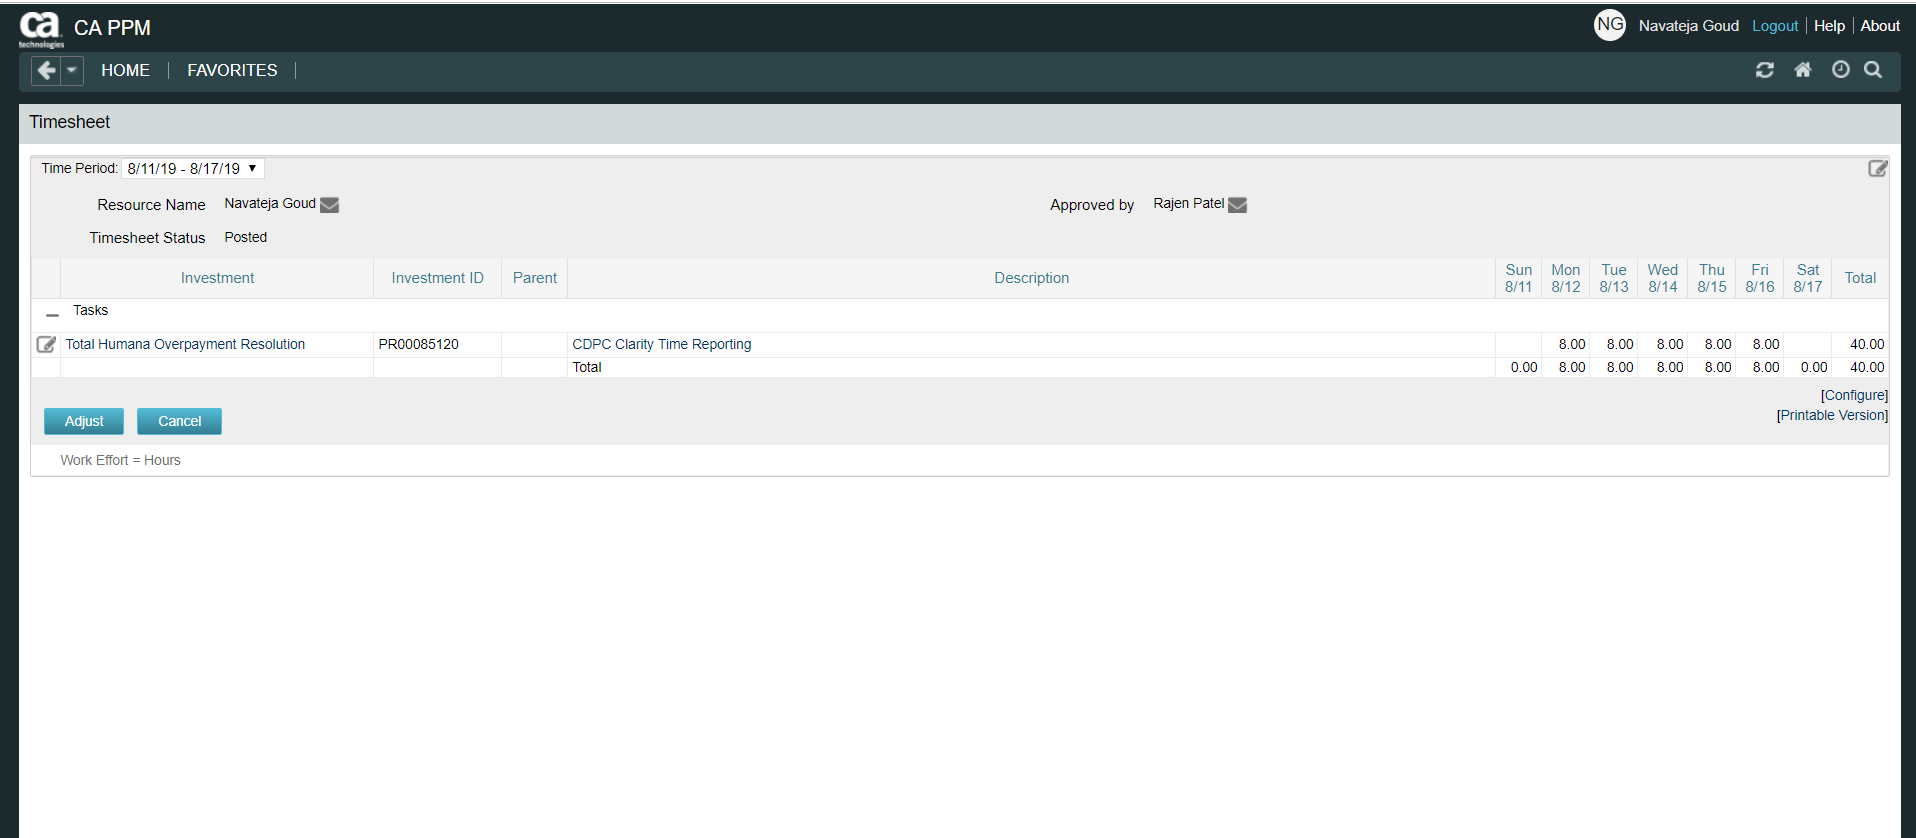 ca technologies CA PPM NG Navateja Goud Logout Help About
HOME FAVORITES
Timesheet
Time Period: 8/11/19 - 8/17/19
Resource Name Navateja Goud Approved by Rajen Patel
Timesheet Status Posted
Investment Investment ID Parent Description Sun 8/11 Mon 8/12 Tue 8/13 Wed 8/14 Thu 8/15 Fri 8/16 Sat 8/17 Total
Tasks
Total Humana Overpayment Resolution PR00085120 CDPC Clarity Time Reporting 8.00 8.00 8.00 8.00 8.00 40.00
Total 0.00 8.00 8.00 8.00 8.00 8.00 0.00 40.00
[Configure]
[Printable Version]
Adjust Cancel
Work Effort = Hours